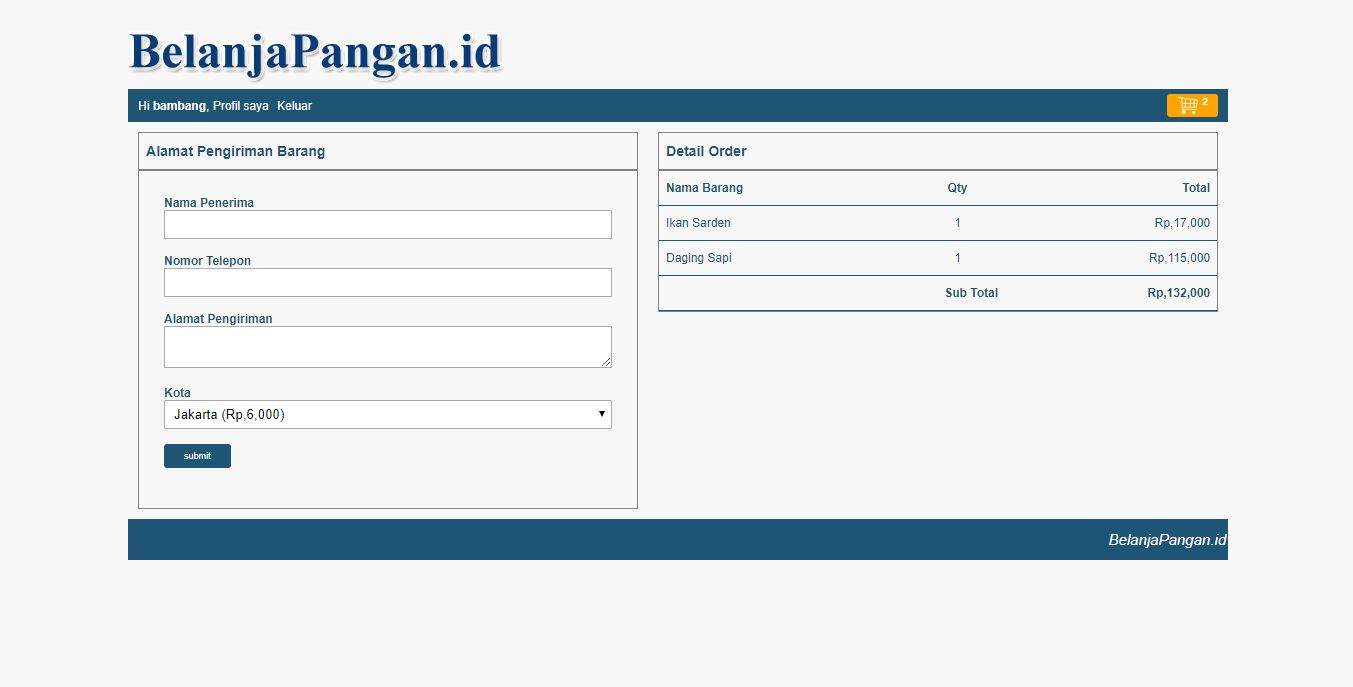 BelanjaPangan.id
Hi bambang, Profil saya Keluar
2
Alamat Pengiriman Barang
Nama Penerima
Nomor Telepon
Alamat Pengiriman
Kota
Jakarta (Rp,6,000)
submit
Detail Order
Nama Barang Qty Total
Ikan Sarden 1 Rp,17,000
Daging Sapi 1 Rp,115,000
Sub Total Rp,132,000
BelanjaPangan.id